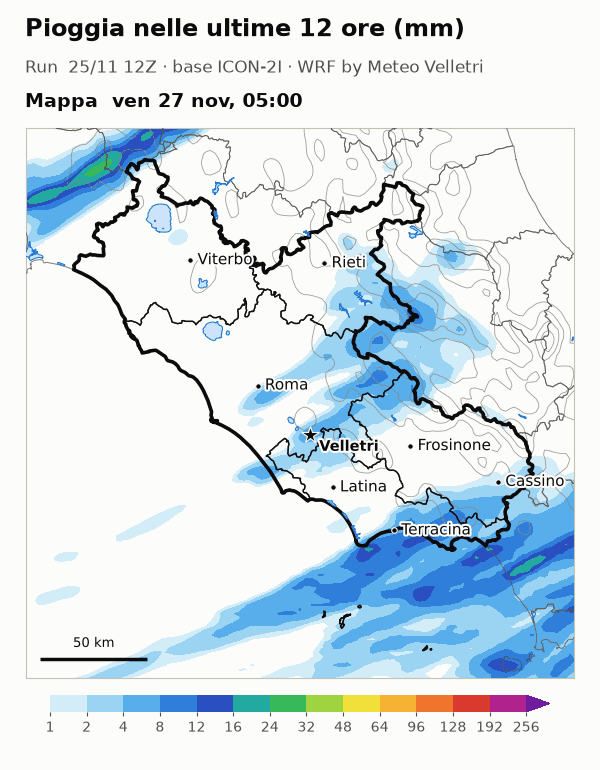 Pioggia nelle ultime 12 ore (mm)
Run 25/11 12Z · base ICON-2I · WRF by Meteo Velletri
Mappa ven 27 nov, 05:00
Viterbo
Rieti
Roma
Velletri
Frosinone
Latina
Cassino
Terracina
50 km
1 2 4 8 12 16 24 32 48 64 96 128 192 256